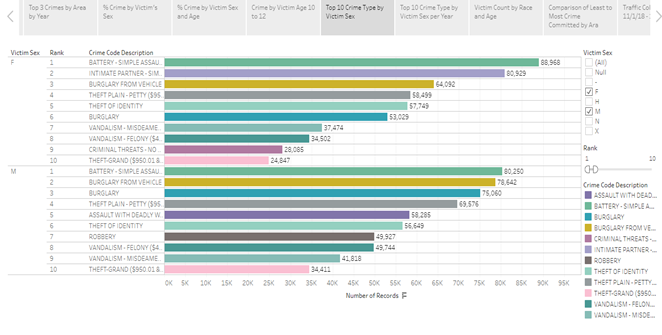 Top 3 Crimes by Area by Year
% Crime by Victim's Sex
% Crime by Victim Sex and Age
Crime by Victim Age 10 to 12
Top 10 Crime Type by Victim Sex
Top 10 Crime Type by Victim Sex per Year
Victim Count by Race and Age
Comparison of Least to Most Crime Committed by Ara
Traffic Col 11/1/18 -
Victim Sex Rank Crime Code Description
F 1 BATTERY - SIMPLE ASSAU.. 88,968
2 INTIMATE PARTNER - SIM.. 80,929
3 BURGLARY FROM VEHICLE 64,092
4 THEFT PLAIN - PETTY ($95.. 58,499
5 THEFT OF IDENTITY 57,749
6 BURGLARY 53,029
7 VANDALISM - MISDEAME.. 37,474
8 VANDALISM - FELONY ($4.. 34,502
9 CRIMINAL THREATS - NO .. 28,085
10 THEFT-GRAND ($950.01 &.. 24,847
M 1 BATTERY - SIMPLE ASSAU.. 80,250
2 BURGLARY FROM VEHICLE 78,642
3 BURGLARY 75,060
4 THEFT PLAIN - PETTY ($95.. 69,576
5 ASSAULT WITH DEADLY W.. 58,285
6 THEFT OF IDENTITY 56,649
7 ROBBERY 49,927
8 VANDALISM - FELONY ($4.. 49,744
9 VANDALISM - MISDEAME.. 41,818
10 THEFT-GRAND ($950.01 &.. 34,411
0K 5K 10K 15K 20K 25K 30K 35K 40K 45K 50K 55K 60K 65K 70K 75K 80K 85K 90K 95K
Number of Records
Victim Sex
(All)
Null
-
F
H
M
N
X
Rank
1 10
Crime Code Description
ASSAULT WITH DEAD..
BATTERY - SIMPLE A..
BURGLARY
BURGLARY FROM VE..
CRIMINAL THREATS -..
INTIMATE PARTNER -..
ROBBERY
THEFT OF IDENTITY
THEFT PLAIN - PETTY..
THEFT-GRAND ($950...
VANDALISM - FELON..
VANDALISM - MISDE..